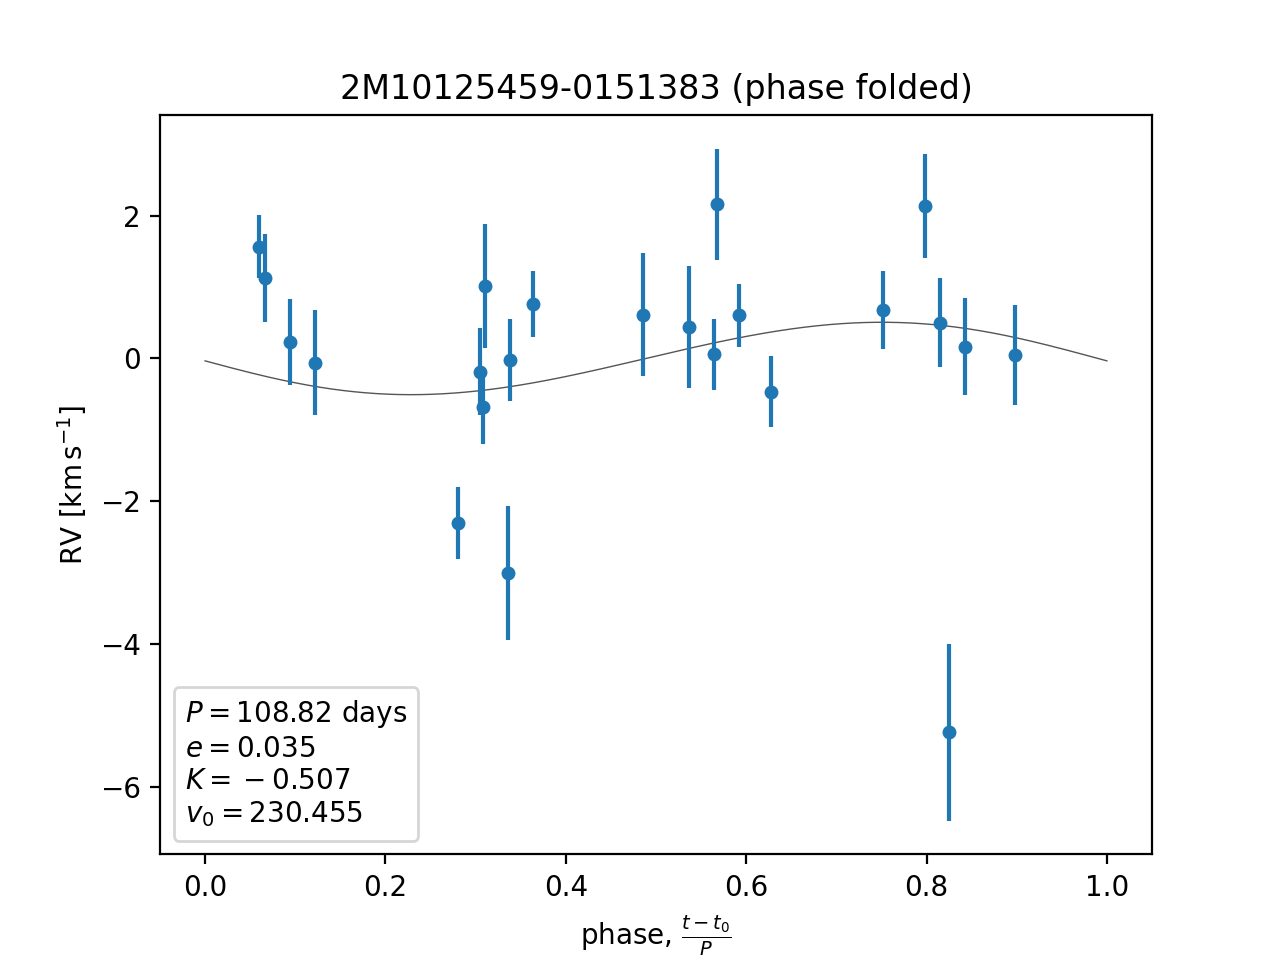 2M10125459-0151383 (phase folded)
RV [km s⁻¹]
2
0
−2
−4
−6
P = 108.82 days
e = 0.035
K = −0.507
v₀ = 230.455
0.0 0.2 0.4 0.6 0.8 1.0
phase, (t − t₀)/P